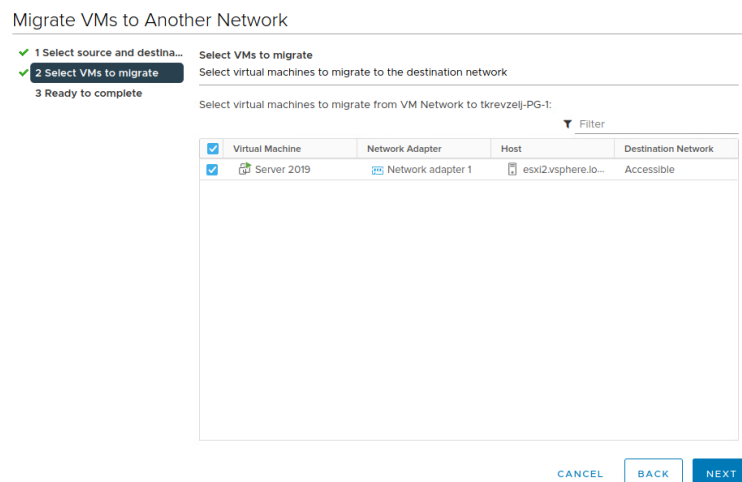 Migrate VMs to Another Network
1 Select source and destina...
2 Select VMs to migrate
3 Ready to complete
Select VMs to migrate
Select virtual machines to migrate to the destination network
Select virtual machines to migrate from VM Network to tkrevzelj-PG-1:
Filter
Virtual Machine Network Adapter Host Destination Network
Server 2019 Network adapter 1 esxi2.vsphere.lo... Accessible
CANCEL BACK NEXT